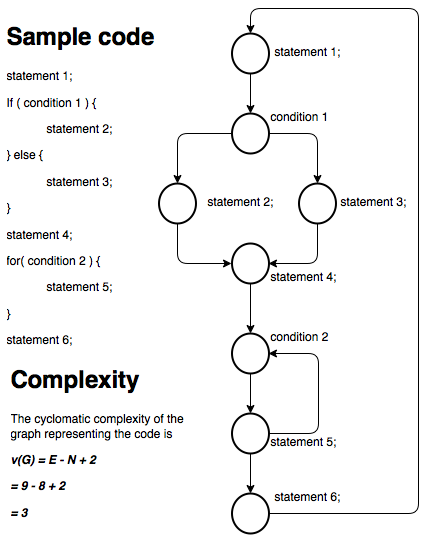 Sample code
statement 1;
If ( condition 1 ) {
statement 2;
} else {
statement 3;
}
statement 4;
for( condition 2 ) {
statement 5;
}
statement 6;
Complexity
The cyclomatic complexity of the
graph representing the code is
v(G) = E - N + 2
= 9 - 8 + 2
= 3
statement 1;
condition 1
statement 2;
statement 3;
statement 4;
condition 2
statement 5;
statement 6;